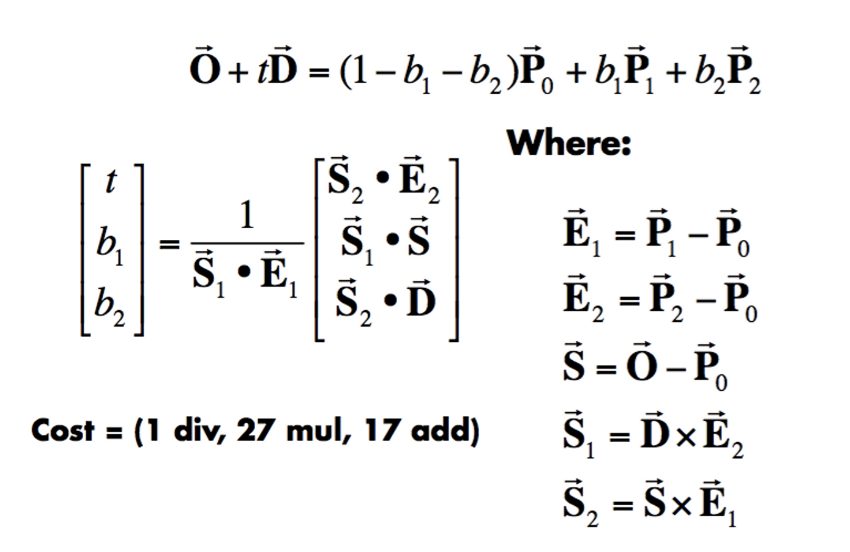 O⃗ + tD⃗ = (1 − b₁ − b₂)P⃗₀ + b₁P⃗₁ + b₂P⃗₂
Where:
[t b₁ b₂] = 1 / (S⃗₁ • E⃗₁) [S⃗₂ • E⃗₂ S⃗₁ • S⃗ S⃗₂ • D⃗]
E⃗₁ = P⃗₁ − P⃗₀
E⃗₂ = P⃗₂ − P⃗₀
S⃗ = O⃗ − P⃗₀
S⃗₁ = D⃗ × E⃗₂
S⃗₂ = S⃗ × E⃗₁
Cost = (1 div, 27 mul, 17 add)